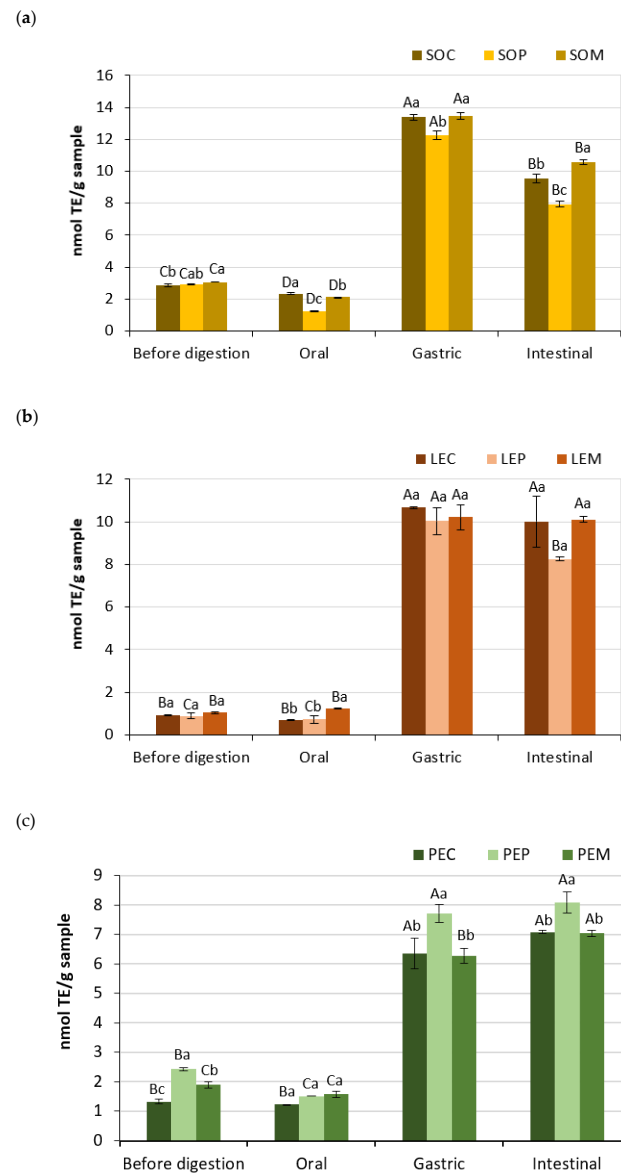 (a)
SOC SOP SOM
16
14
12
10
8
6
4
2
0
nmol TE/g sample
Cb Cab Ca
Da Dc Db
Aa Ab Aa
Bb Bc Ba
Before digestion Oral Gastric Intestinal
(b)
LEC LEP LEM
12
10
8
6
4
2
0
nmol TE/g sample
Ba Ca Ba
Bb Cb Ba
Aa Aa Aa
Aa Ba Aa
Before digestion Oral Gastric Intestinal
(c)
PEC PEP PEM
9
8
7
6
5
4
3
2
1
0
nmol TE/g sample
Bc Ba Cb
Ba Ca Ca
Ab Aa Bb
Ab Aa Ab
Before digestion Oral Gastric Intestinal